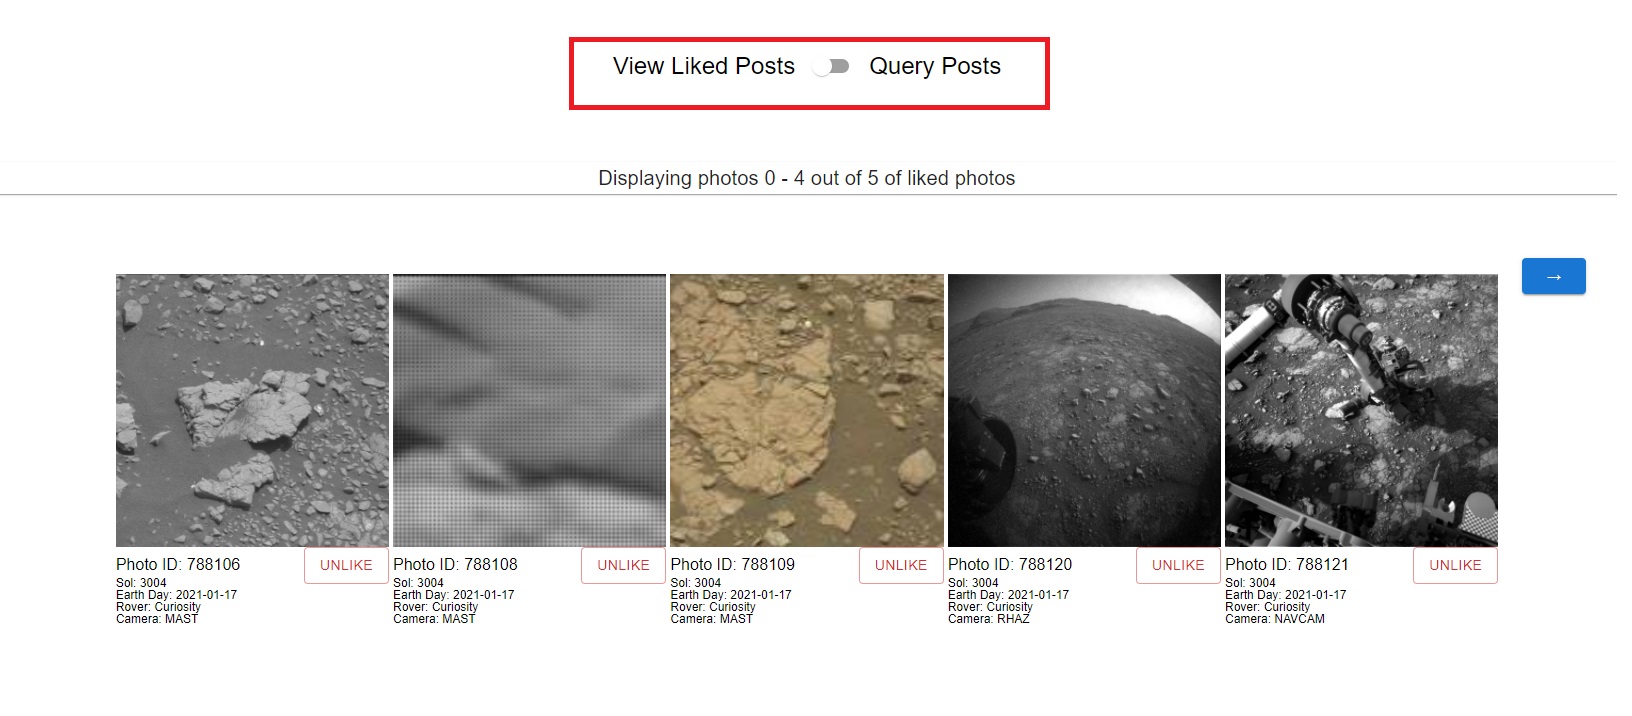 View Liked Posts Query Posts
Displaying photos 0 - 4 out of 5 of liked photos
→
Photo ID: 788106 UNLIKE
Sol: 3004
Earth Day: 2021-01-17
Rover: Curiosity
Camera: MAST
Photo ID: 788108 UNLIKE
Sol: 3004
Earth Day: 2021-01-17
Rover: Curiosity
Camera: MAST
Photo ID: 788109 UNLIKE
Sol: 3004
Earth Day: 2021-01-17
Rover: Curiosity
Camera: MAST
Photo ID: 788120 UNLIKE
Sol: 3004
Earth Day: 2021-01-17
Rover: Curiosity
Camera: RHAZ
Photo ID: 788121 UNLIKE
Sol: 3004
Earth Day: 2021-01-17
Rover: Curiosity
Camera: NAVCAM